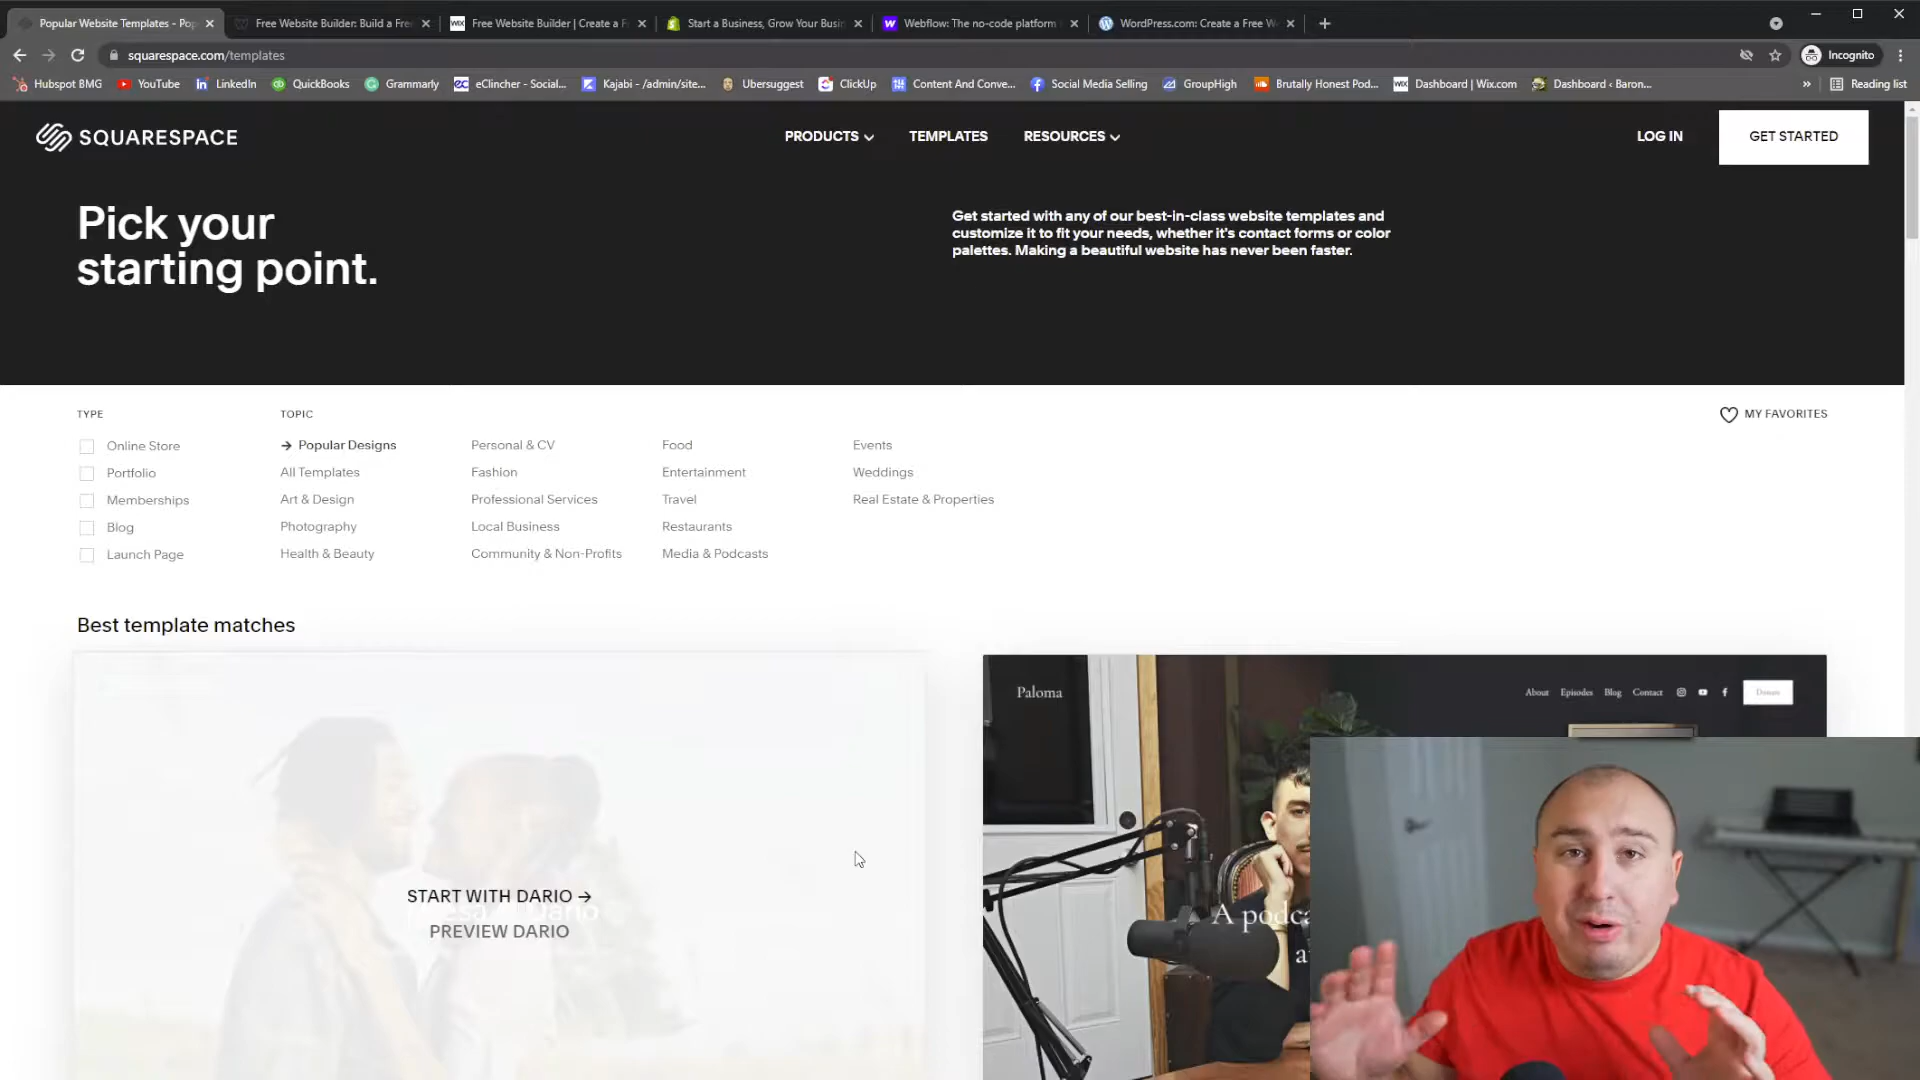 Popular Website Templates - Pop
Free Website Builder: Build a Fre
Free Website Builder | Create a F
Start a Business, Grow Your Busi
Webflow: The no-code platform
WordPress.com: Create a Free W
squarespace.com/templates
Incognito
Hubspot BMG
YouTube
LinkedIn
QuickBooks
Grammarly
eClincher - Social...
Kajabi - /admin/site...
Ubersuggest
ClickUp
Content And Conve...
Social Media Selling
GroupHigh
Brutally Honest Pod...
Dashboard | Wix.com
Dashboard ‹ Baron...
»
Reading list
SQUARESPACE
PRODUCTS
TEMPLATES
RESOURCES
LOG IN
GET STARTED
Pick your
starting point.
Get started with any of our best-in-class website templates and
customize it to fit your needs, whether it's contact forms or color
palettes. Making a beautiful website has never been faster.
TYPE
Online Store
Portfolio
Memberships
Blog
Launch Page
TOPIC
→ Popular Designs
All Templates
Art & Design
Photography
Health & Beauty
Personal & CV
Fashion
Professional Services
Local Business
Community & Non-Profits
Food
Entertainment
Travel
Restaurants
Media & Podcasts
Events
Weddings
Real Estate & Properties
MY FAVORITES
Best template matches
START WITH DARIO →
PREVIEW DARIO
Paloma
About
Episodes
Blog
Contact
Donate
A podca
a